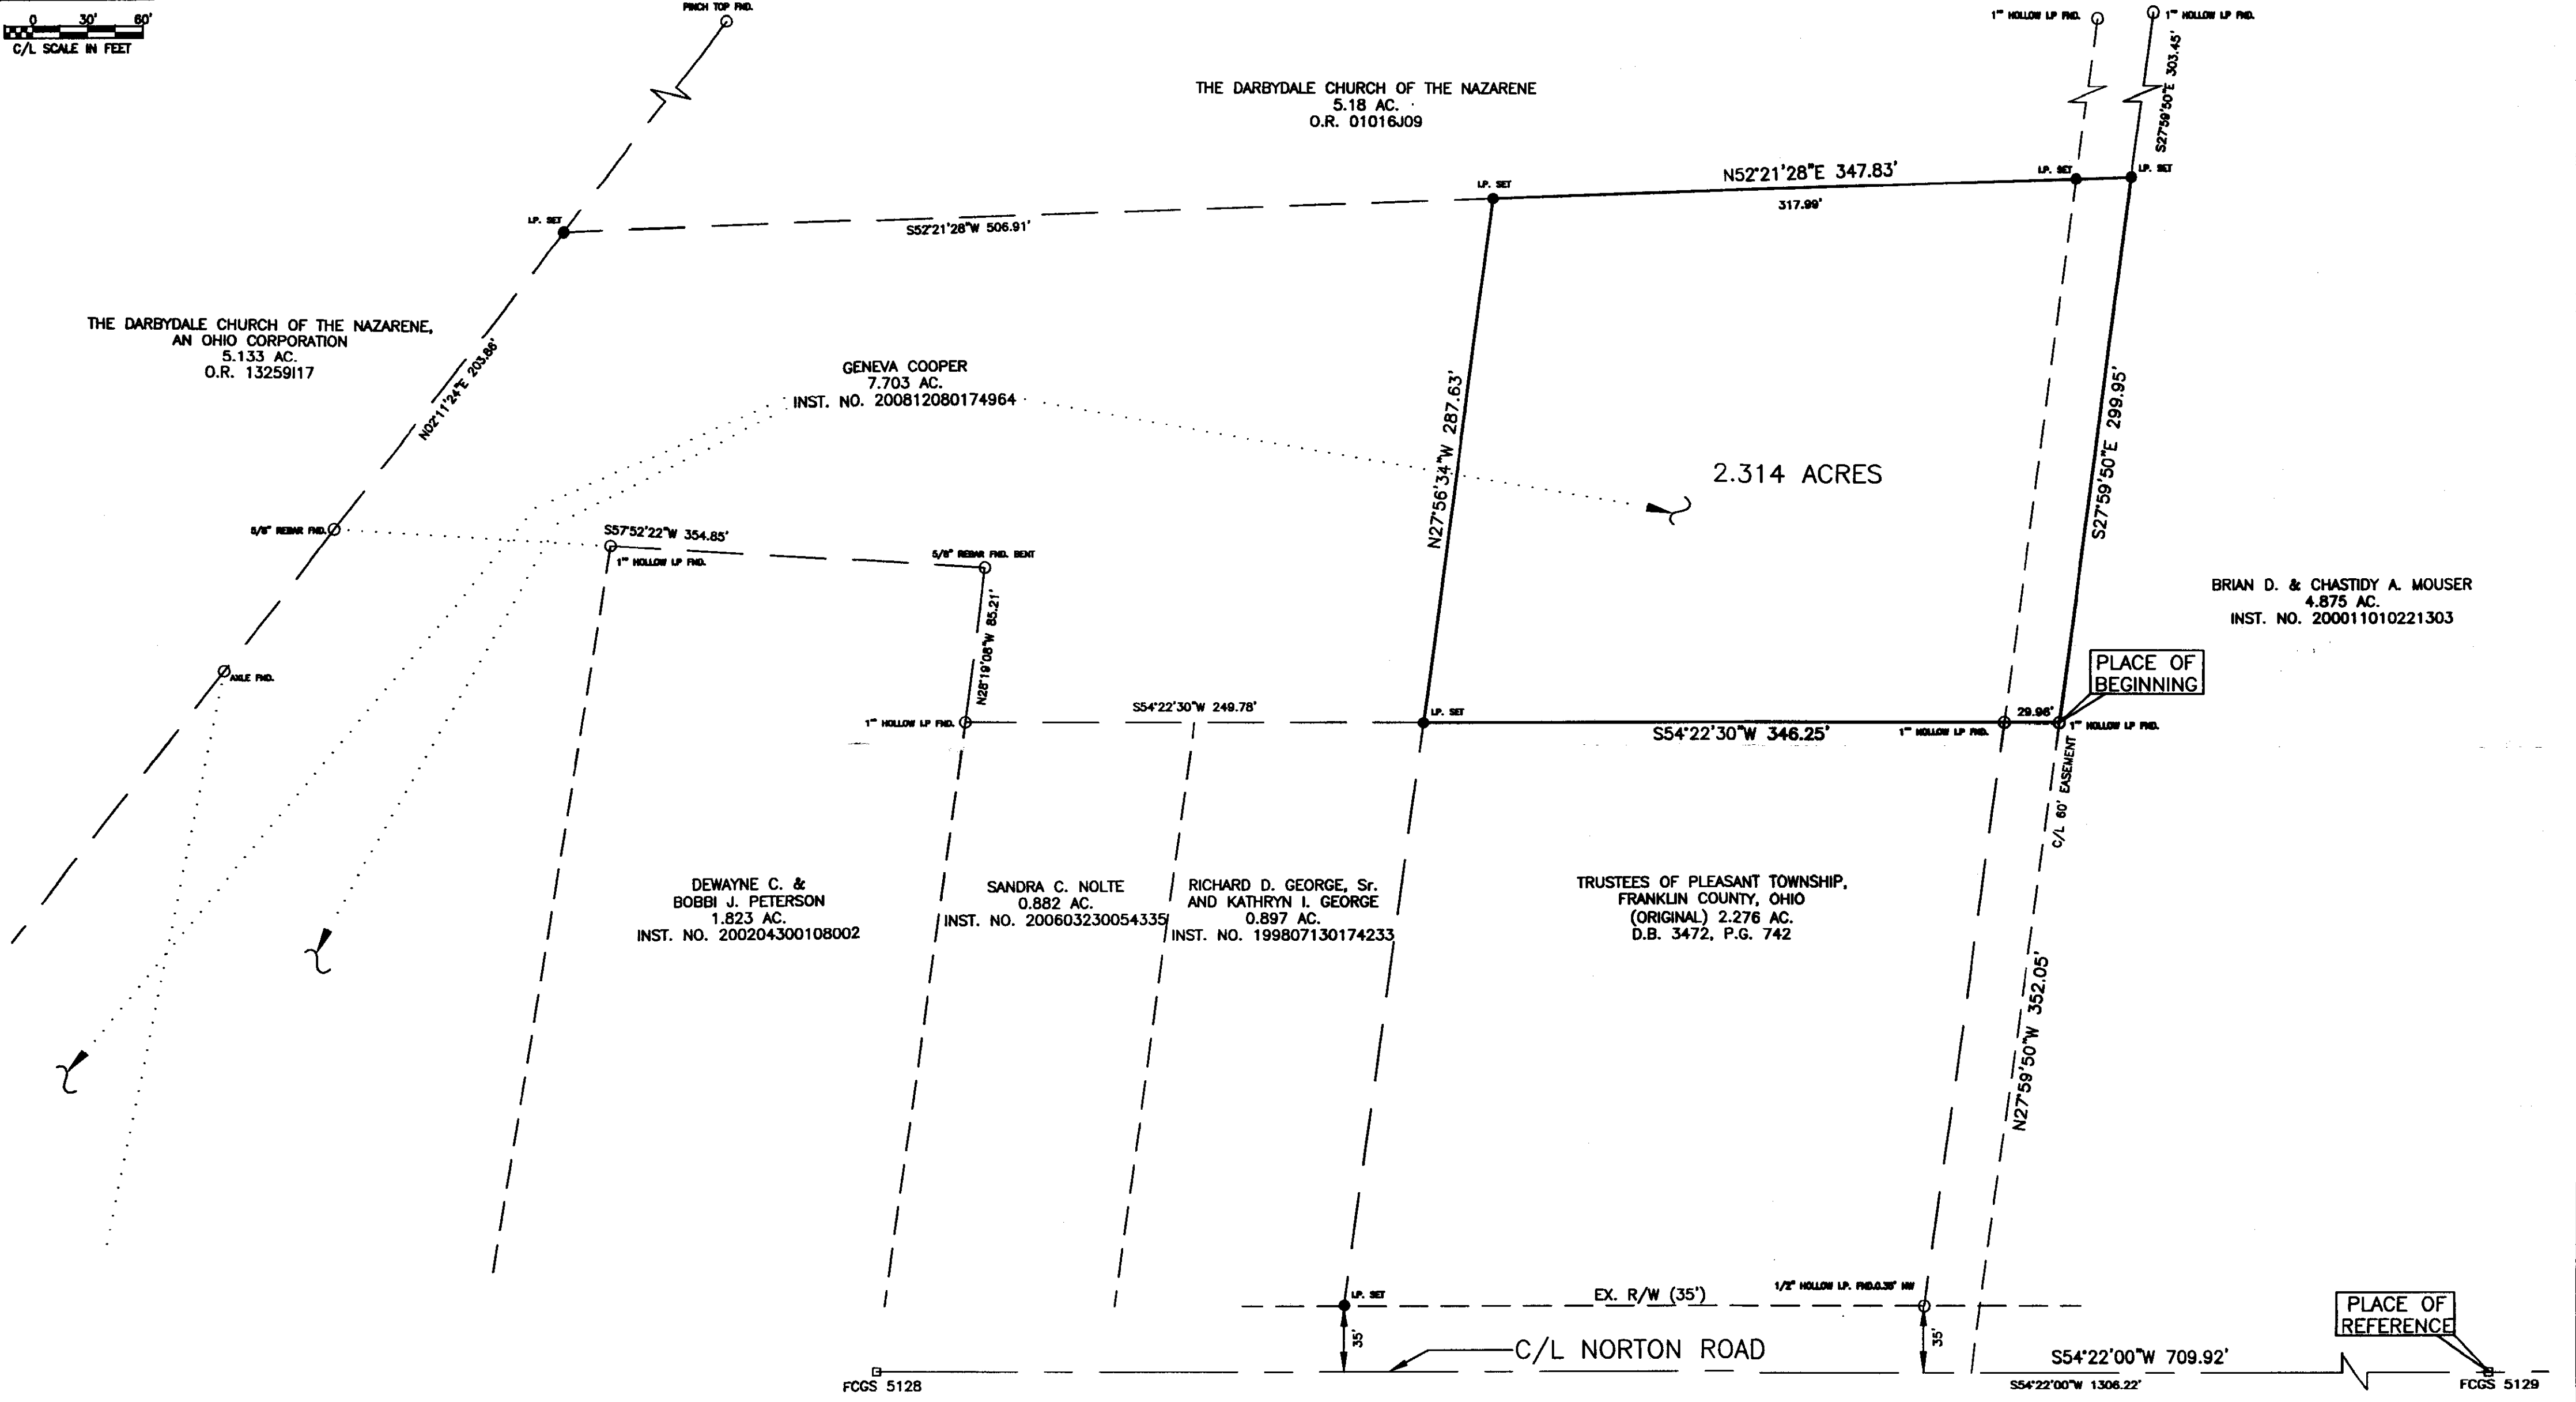 0 30' 60'
C/L SCALE IN FEET
PINCH TOP FND.
1" HOLLOW I.P FND.
1" HOLLOW I.P FND.
S27°59'50"E 303.45'
THE DARBYDALE CHURCH OF THE NAZARENE
5.18 AC.
O.R. 01016J09
I.P. SET
N52°21'28"E 347.83'
317.99'
I.P. SET
I.P. SET
I.P. SET
S52°21'28"W 506.91'
THE DARBYDALE CHURCH OF THE NAZARENE,
AN OHIO CORPORATION
5.133 AC.
O.R. 13259I17
N02°11'24"E 203.86'
GENEVA COOPER
7.703 AC.
INST. NO. 200812080174964
N27°56'34"W 287.63'
2.314 ACRES
S27°59'50"E 299.95'
5/8" REBAR FND.
S57°52'22"W 354.85'
1" HOLLOW I.P FND.
5/8" REBAR FND. BENT
N28°19'08"W 85.21'
BRIAN D. & CHASTIDY A. MOUSER
4.875 AC.
INST. NO. 200011010221303
AXLE FND.
PLACE OF
BEGINNING
1" HOLLOW I.P FND.
S54°22'30"W 249.78'
I.P. SET
S54°22'30"W 346.25'
1" HOLLOW I.P FND.
29.96'
1" HOLLOW I.P FND.
C/L 60' EASEMENT
DEWAYNE C. &
BOBBI J. PETERSON
1.823 AC.
INST. NO. 200204300108002
SANDRA C. NOLTE
0.882 AC.
INST. NO. 200603230054335
RICHARD D. GEORGE, Sr.
AND KATHRYN I. GEORGE
0.897 AC.
INST. NO. 199807130174233
TRUSTEES OF PLEASANT TOWNSHIP,
FRANKLIN COUNTY, OHIO
(ORIGINAL) 2.276 AC.
D.B. 3472, P.G. 742
N27°59'50"W 352.05'
I.P. SET
EX. R/W (35')
1/2" HOLLOW I.P. FND.0.36' NW
35'
35'
C/L NORTON ROAD
PLACE OF
REFERENCE
S54°22'00"W 709.92'
S54°22'00"W 1306.22'
FCGS 5128
FCGS 5129